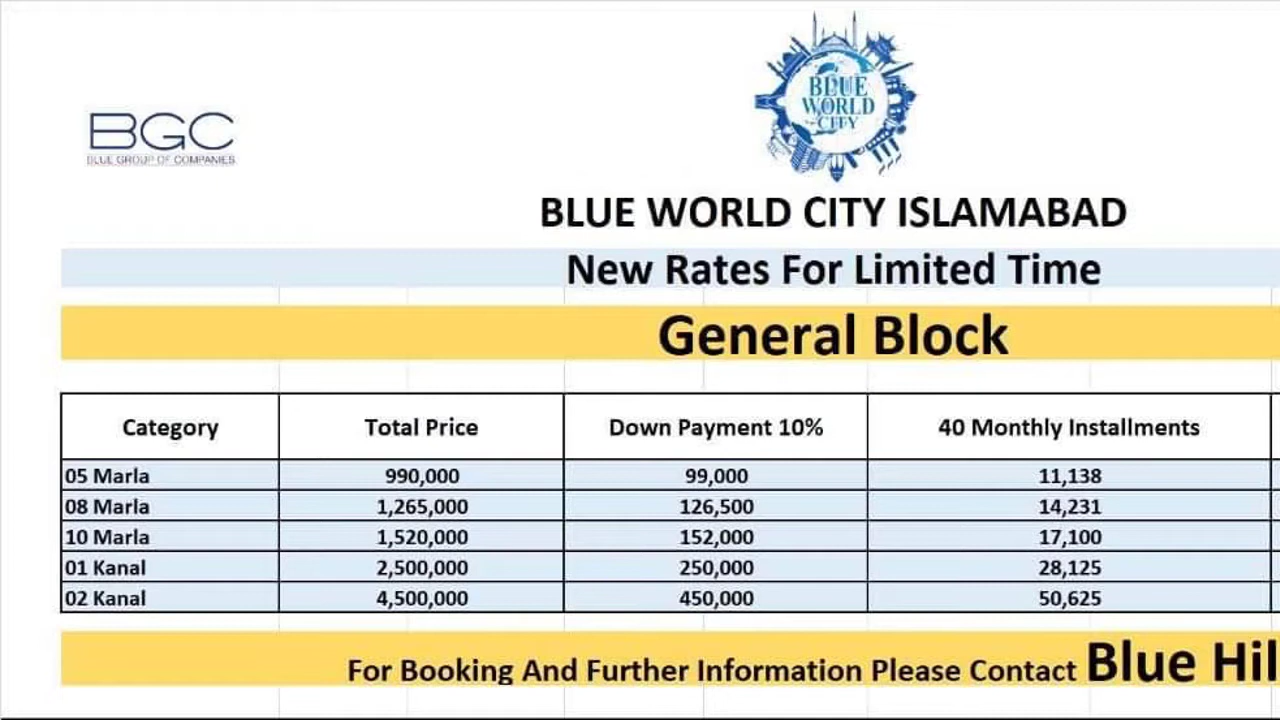 BLUE
WORLD
CITY
BGC
BLUE GROUP OF COMPANIES
BLUE WORLD CITY ISLAMABAD
New Rates For Limited Time
General Block
Category Total Price Down Payment 10% 40 Monthly Installments
05 Marla 990,000 99,000 11,138
08 Marla 1,265,000 126,500 14,231
10 Marla 1,520,000 152,000 17,100
01 Kanal 2,500,000 250,000 28,125
02 Kanal 4,500,000 450,000 50,625
For Booking And Further Information Please Contact Blue Hil